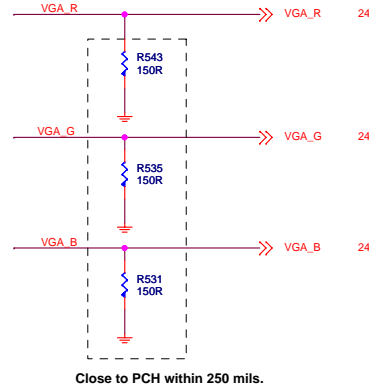 VGA_R VGA_R 24
R543
150R
VGA_G VGA_G 24
R535
150R
VGA_B VGA_B 24
R531
150R
Close to PCH within 250 mils.